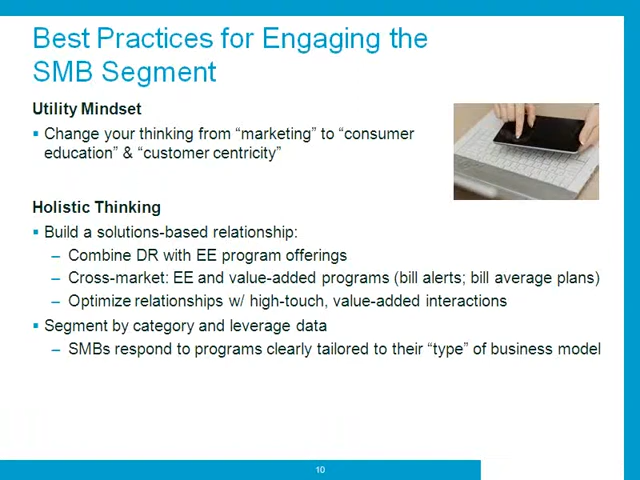 Best Practices for Engaging the
SMB Segment
Utility Mindset
▪ Change your thinking from “marketing” to “consumer
education” & “customer centricity”
Holistic Thinking
▪ Build a solutions-based relationship:
– Combine DR with EE program offerings
– Cross-market: EE and value-added programs (bill alerts; bill average plans)
– Optimize relationships w/ high-touch, value-added interactions
▪ Segment by category and leverage data
– SMBs respond to programs clearly tailored to their “type” of business model
10